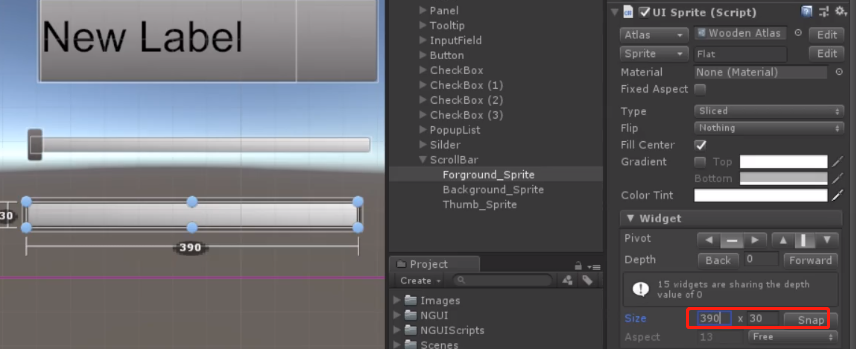 New Label
30
390
Panel
Tooltip
InputField
Button
CheckBox
CheckBox (1)
CheckBox (2)
CheckBox (3)
PopupList
Silder
ScrollBar
Forground_Sprite
Background_Sprite
Thumb_Sprite
Project
Create
Images
NGUI
NGUIScripts
Scenes
UI Sprite (Script)
Atlas Wooden Atlas Edit
Sprite Flat Edit
Material None (Material)
Fixed Aspect
Type Sliced
Flip Nothing
Fill Center
Gradient Top
Bottom
Color Tint
Widget
Pivot
Depth Back 0 Forward
15 widgets are sharing the depth
value of 0
Size 390 x 30 Snap
Aspect 13 Free